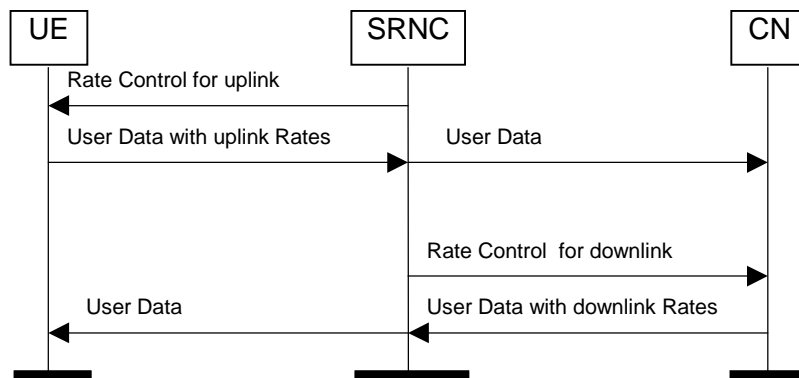 UE
SRNC
CN
Rate Control for uplink
User Data with uplink Rates
User Data
Rate Control for downlink
User Data
User Data with downlink Rates